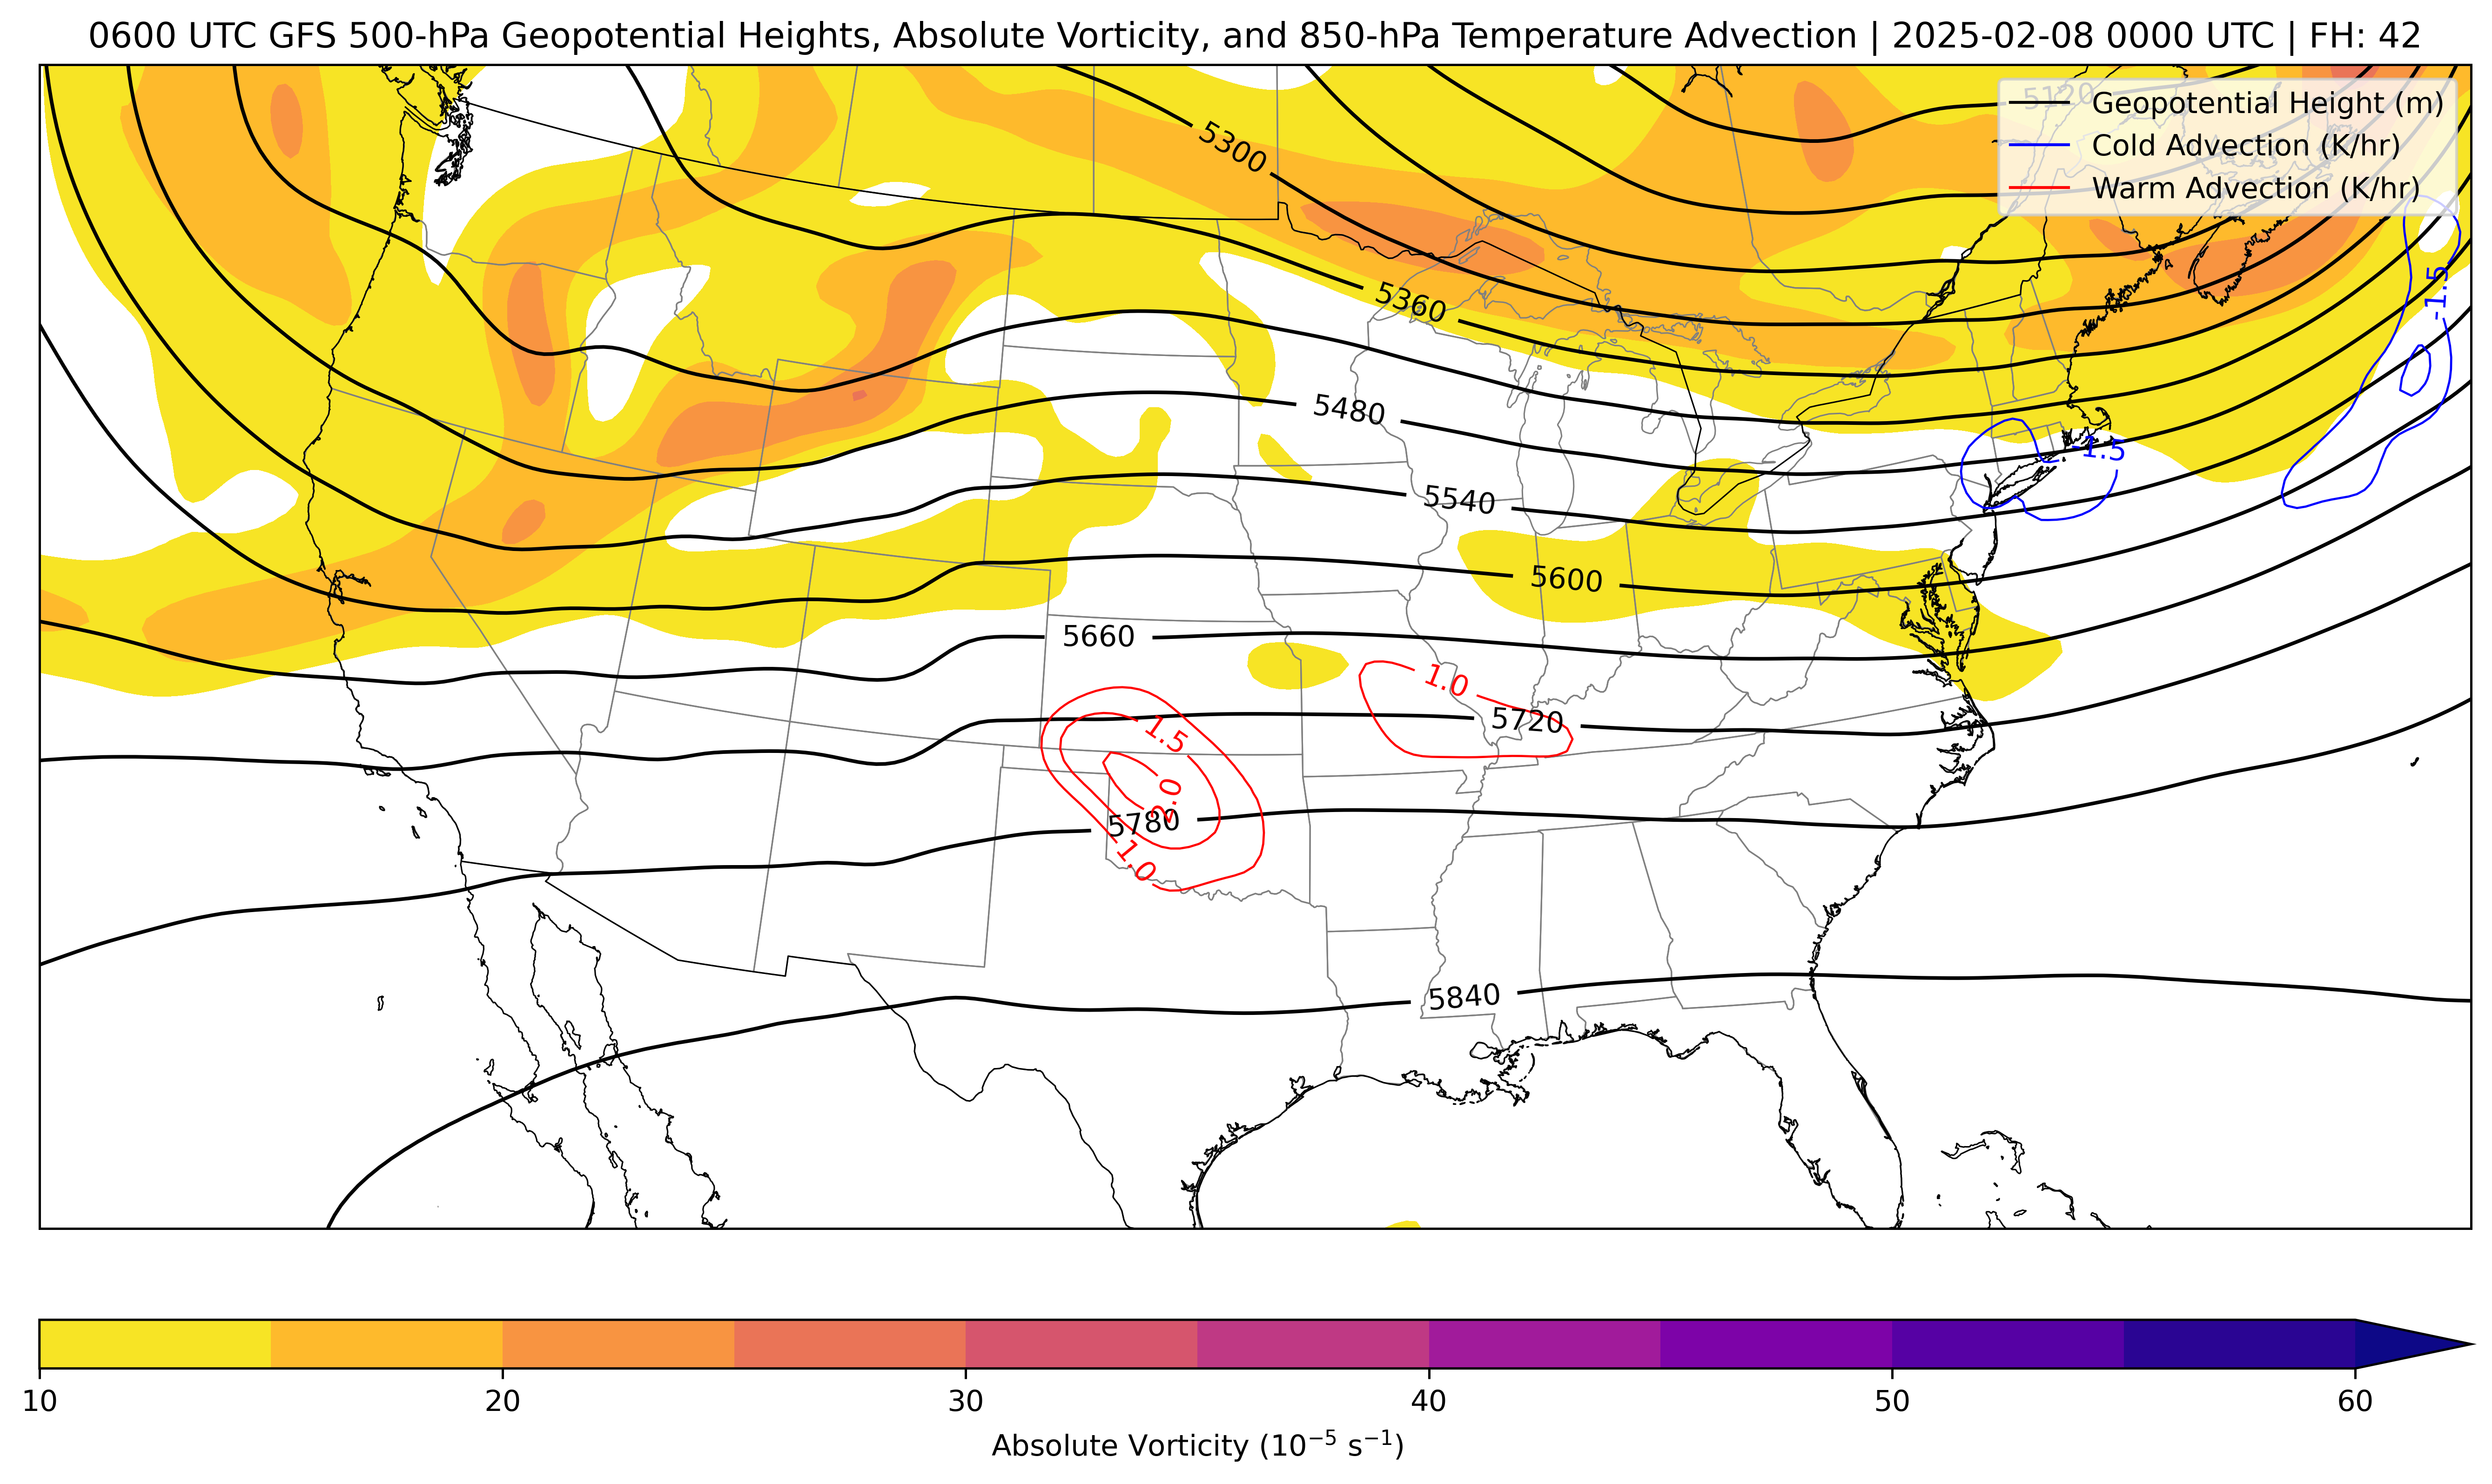 0600 UTC GFS 500-hPa Geopotential Heights, Absolute Vorticity, and 850-hPa Temperature Advection | 2025-02-08 0000 UTC | FH: 42
5120
Geopotential Height (m)
Cold Advection (K/hr)
Warm Advection (K/hr)
5300
5360
-1.5
5480
-1.5
5540
5600
5660
1.0
5720
1.5
2.0
5780
1.0
5840
10 20 30 40 50 60
Absolute Vorticity (10⁻⁵ s⁻¹)